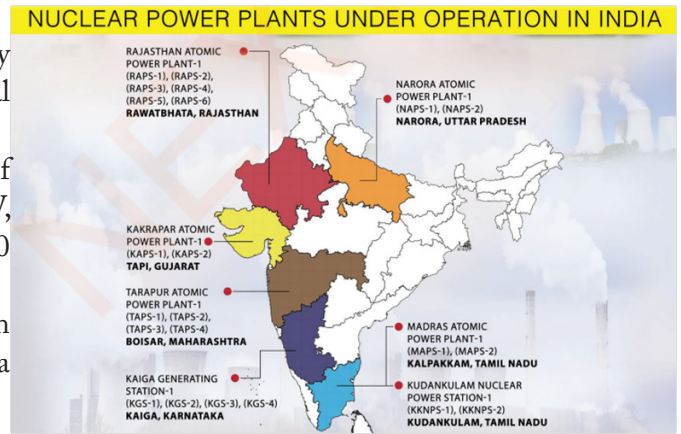 NUCLEAR POWER PLANTS UNDER OPERATION IN INDIA
RAJASTHAN ATOMIC
POWER PLANT-1
(RAPS-1), (RAPS-2),
(RAPS-3), (RAPS-4),
(RAPS-5), (RAPS-6)
RAWATBHATA, RAJASTHAN
NARORA ATOMIC
POWER PLANT-1
(NAPS-1), (NAPS-2)
NARORA, UTTAR PRADESH
KAKRAPAR ATOMIC
POWER PLANT-1
(KAPS-1), (KAPS-2)
TAPI, GUJARAT
TARAPUR ATOMIC
POWER PLANT-1
(TAPS-1), (TAPS-2),
(TAPS-3), (TAPS-4)
BOISAR, MAHARASHTRA
KAIGA GENERATING
STATION-1
(KGS-1), (KGS-2), (KGS-3), (KGS-4)
KAIGA, KARNATAKA
MADRAS ATOMIC
POWER PLANT-1
(MAPS-1), (MAPS-2)
KALPAKKAM, TAMIL NADU
KUDANKULAM NUCLEAR
POWER STATION-1
(KKNPS-1), (KKNPS-2)
KUDANKULAM, TAMIL NADU